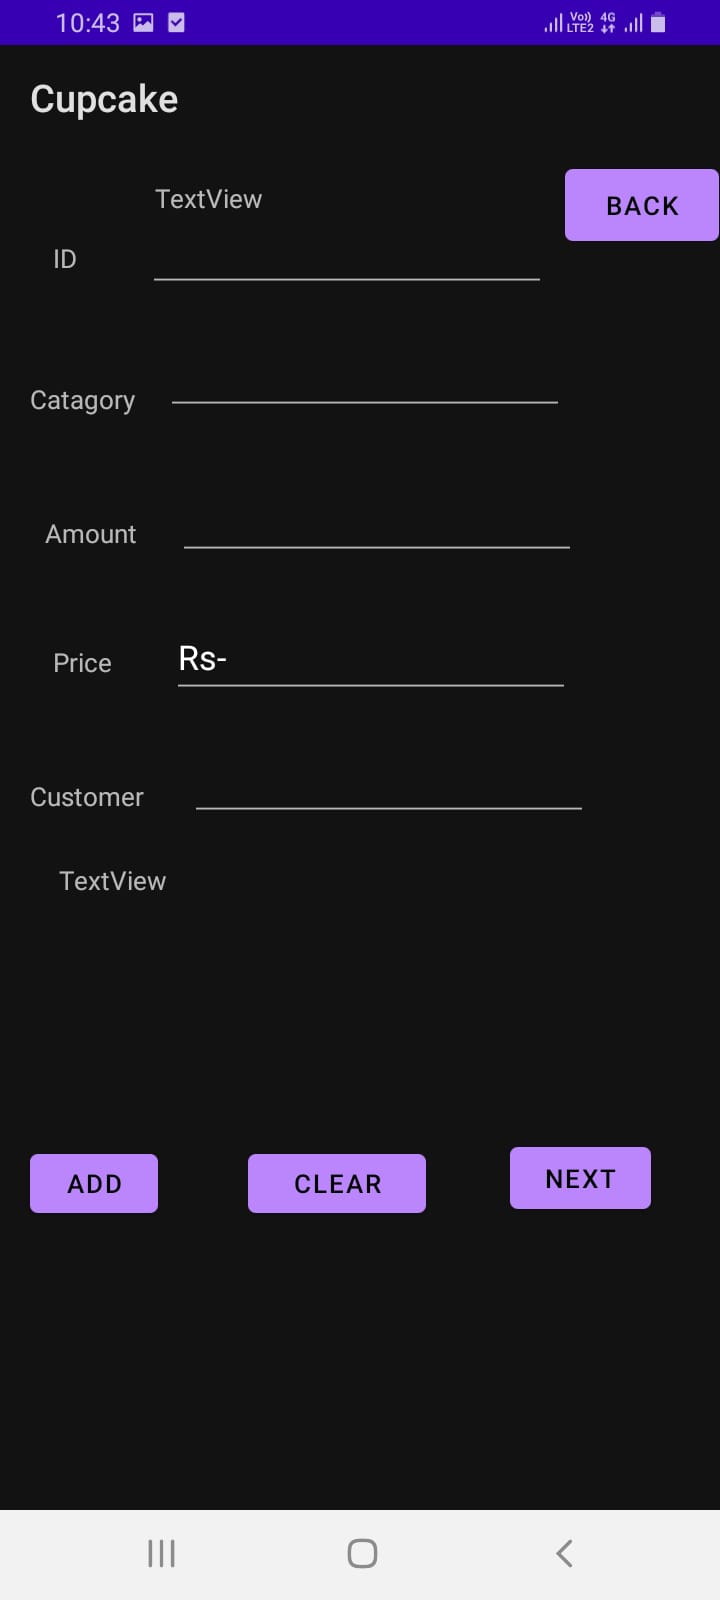 10:43 Vo)) LTE2 4G
Cupcake
TextView
BACK
ID
Catagory
Amount
Price Rs-
Customer
TextView
ADD CLEAR NEXT